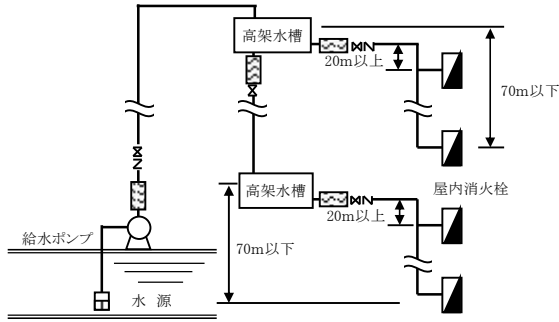 高架水槽
20m以上
70m以下
高架水槽
屋内消火栓
20m以上
給水ポンプ
70m以下
水 源